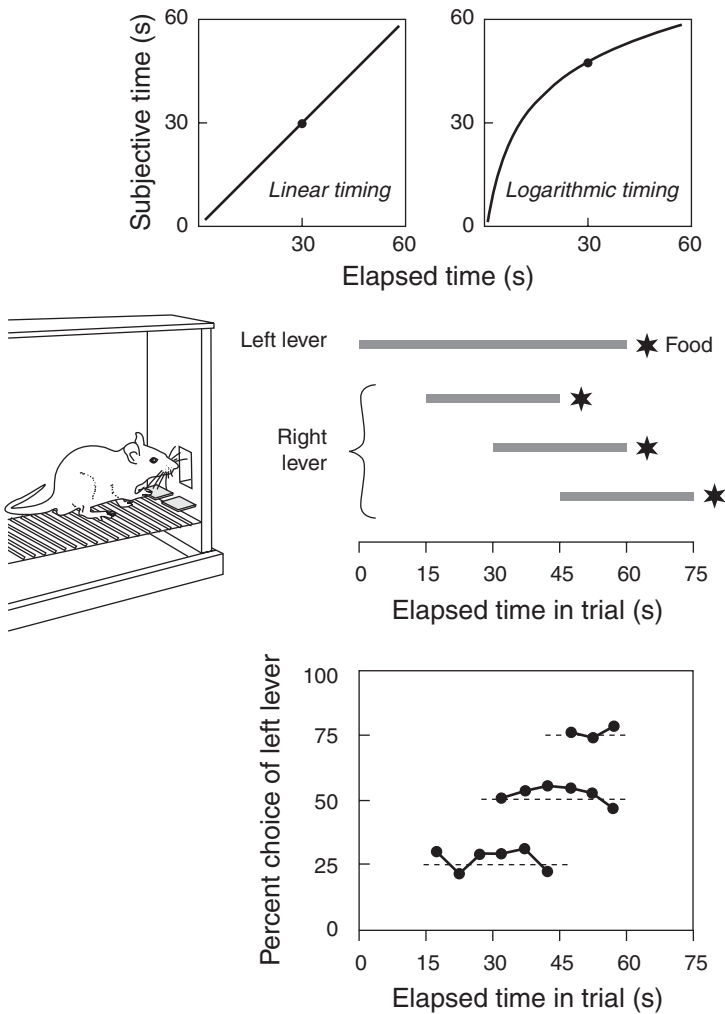 Subjective time (s)
60
30
0
Linear timing
30
60
60
30
0
Logarithmic timing
30
60
Elapsed time (s)
Left lever
Food
Right
lever
0 15 30 45 60 75
Elapsed time in trial (s)
Percent choice of left lever
100
75
50
25
0
0 15 30 45 60 75
Elapsed time in trial (s)